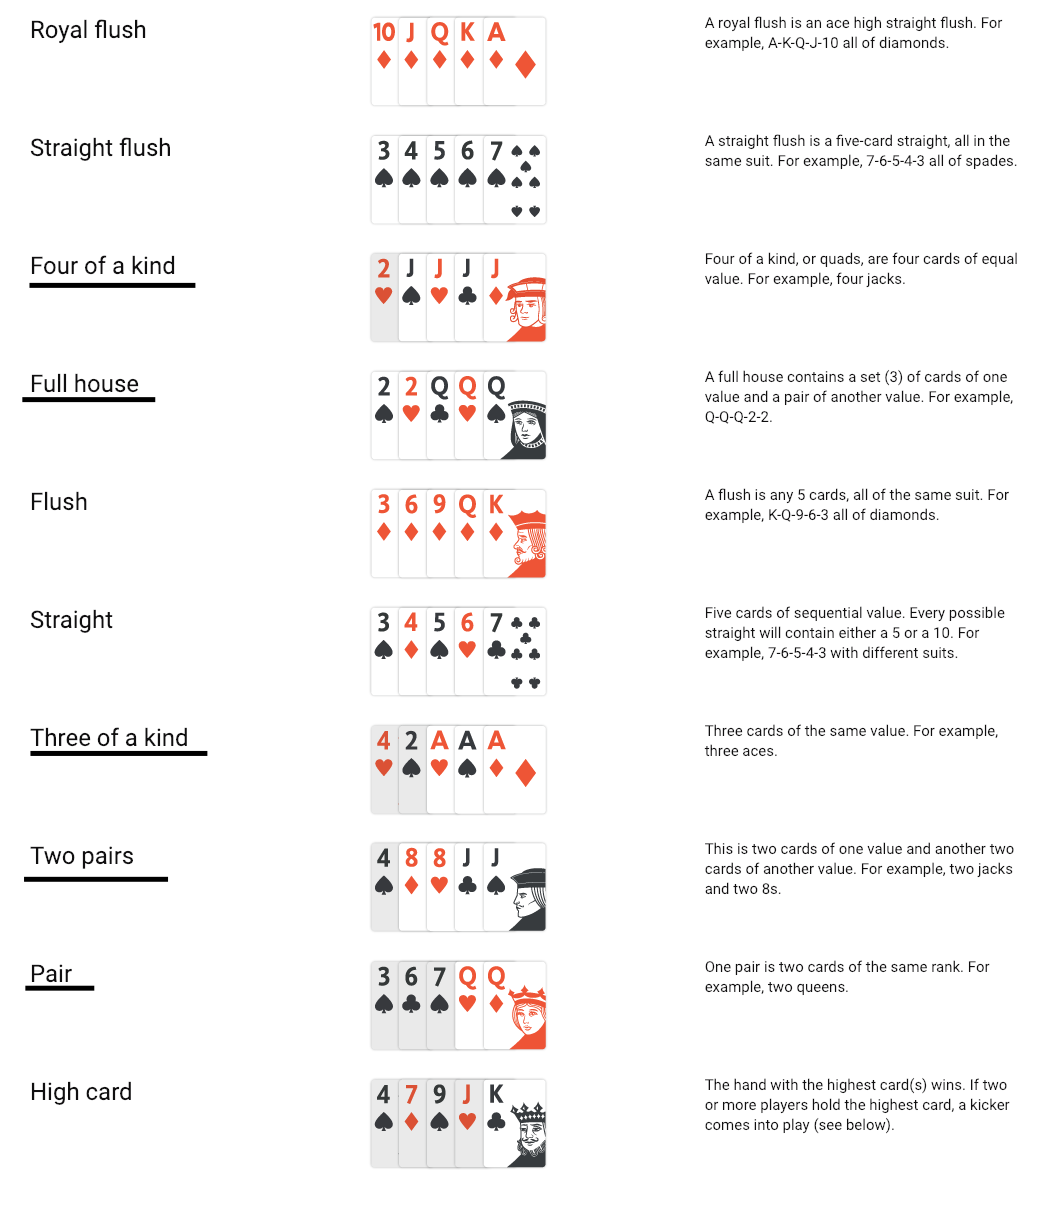 Royal flush
10 J Q K A
A royal flush is an ace high straight flush. For
example, A-K-Q-J-10 all of diamonds.
Straight flush
3 4 5 6 7
A straight flush is a five-card straight, all in the
same suit. For example, 7-6-5-4-3 all of spades.
Four of a kind
2 J J J J
Four of a kind, or quads, are four cards of equal
value. For example, four jacks.
Full house
2 2 Q Q Q
A full house contains a set (3) of cards of one
value and a pair of another value. For example,
Q-Q-Q-2-2.
Flush
3 6 9 Q K
A flush is any 5 cards, all of the same suit. For
example, K-Q-9-6-3 all of diamonds.
Straight
3 4 5 6 7
Five cards of sequential value. Every possible
straight will contain either a 5 or a 10. For
example, 7-6-5-4-3 with different suits.
Three of a kind
4 2 A A A
Three cards of the same value. For example,
three aces.
Two pairs
4 8 8 J J
This is two cards of one value and another two
cards of another value. For example, two jacks
and two 8s.
Pair
3 6 7 Q Q
One pair is two cards of the same rank. For
example, two queens.
High card
4 7 9 J K
The hand with the highest card(s) wins. If two
or more players hold the highest card, a kicker
comes into play (see below).